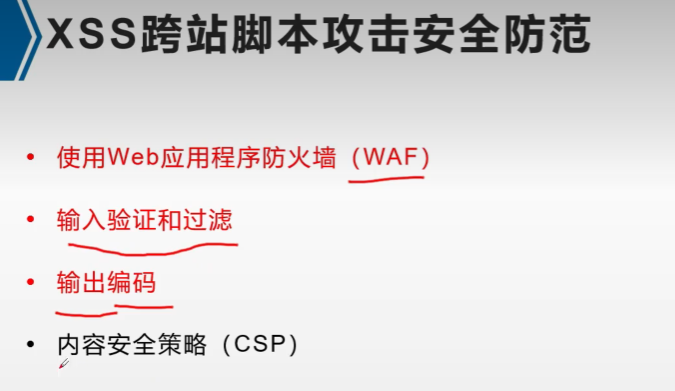 XSS跨站脚本攻击安全防范
• 使用Web应用程序防火墙（WAF）
• 输入验证和过滤
• 输出编码
• 内容安全策略（CSP）